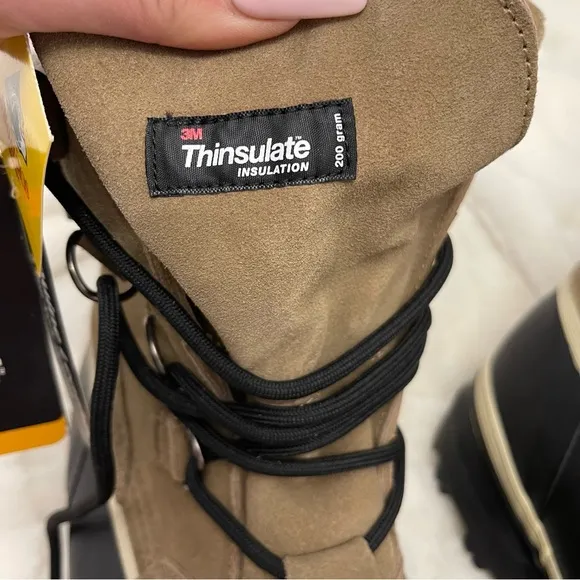 3M
Thinsulate™
INSULATION
200 gram